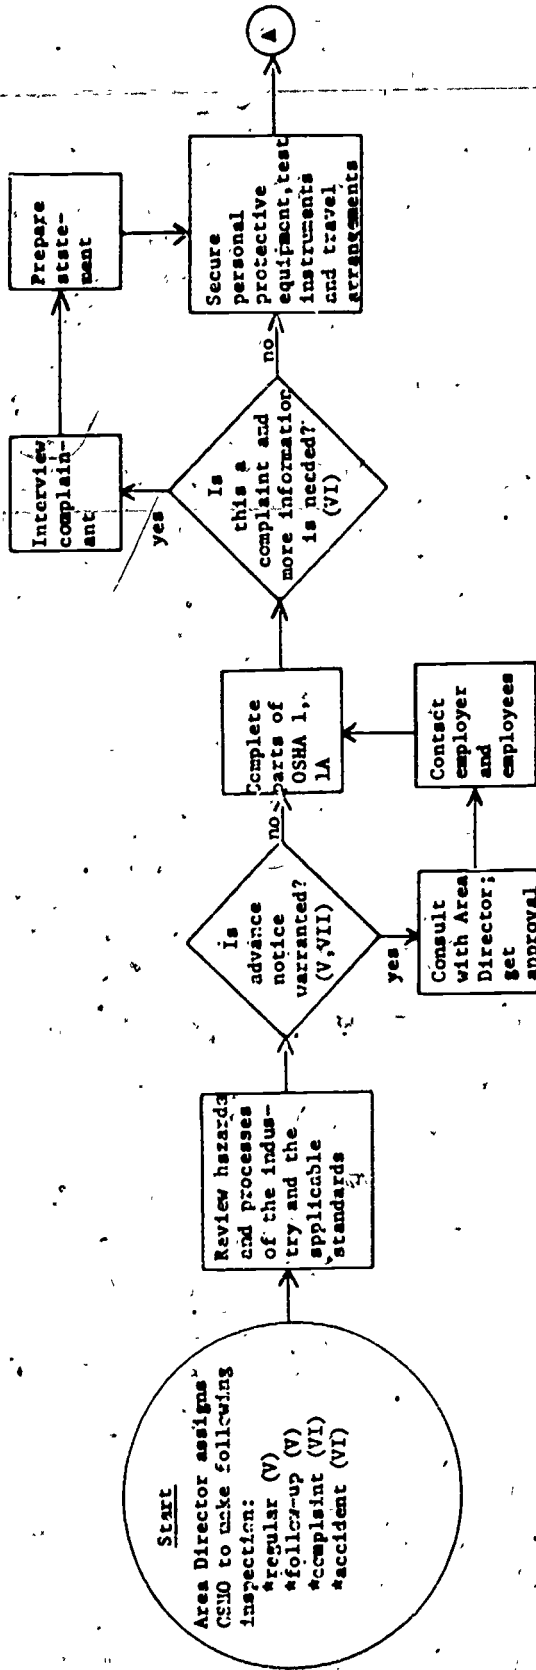 Start
Area Director assigns
CSHO to make following
inspection:
*regular (V)
*follow-up (V)
*complaint (VI)
*accident (VI)
Review hazards
and processes
of the indus-
try and the
applicable
standards
Is
advance
notice
warranted?
(V,VII)
no
yes
Consult
with Area
Director;
get
approval
Contact
employer
and
employees
Complete
parts of
OSHA 1,
1A
Is
this a
complaint and
more information
is needed?
(VI)
yes
no
Interview
complain-
ant
Prepare
state-
ment
Secure
personal
protective
equipment,test
instruments
and travel
arrangements
A